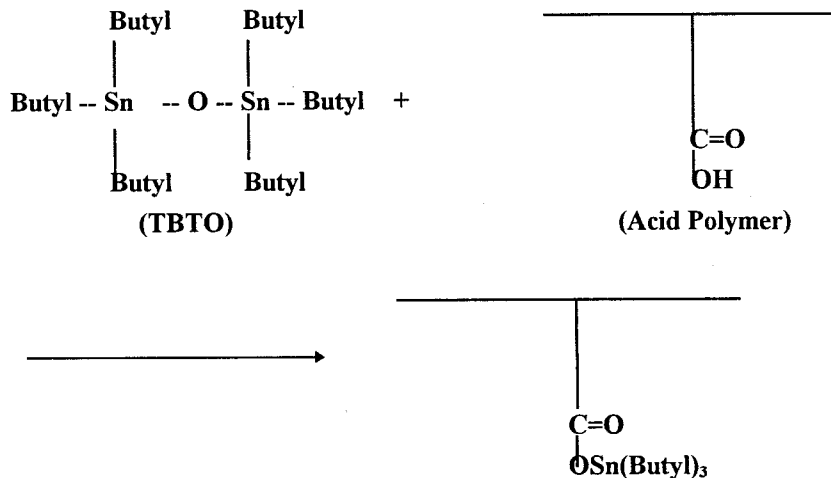 Butyl Butyl
Butyl -- Sn -- O -- Sn -- Butyl +
C=O
Butyl Butyl OH
(TBTO) (Acid Polymer)
C=O
OSn(Butyl)₃